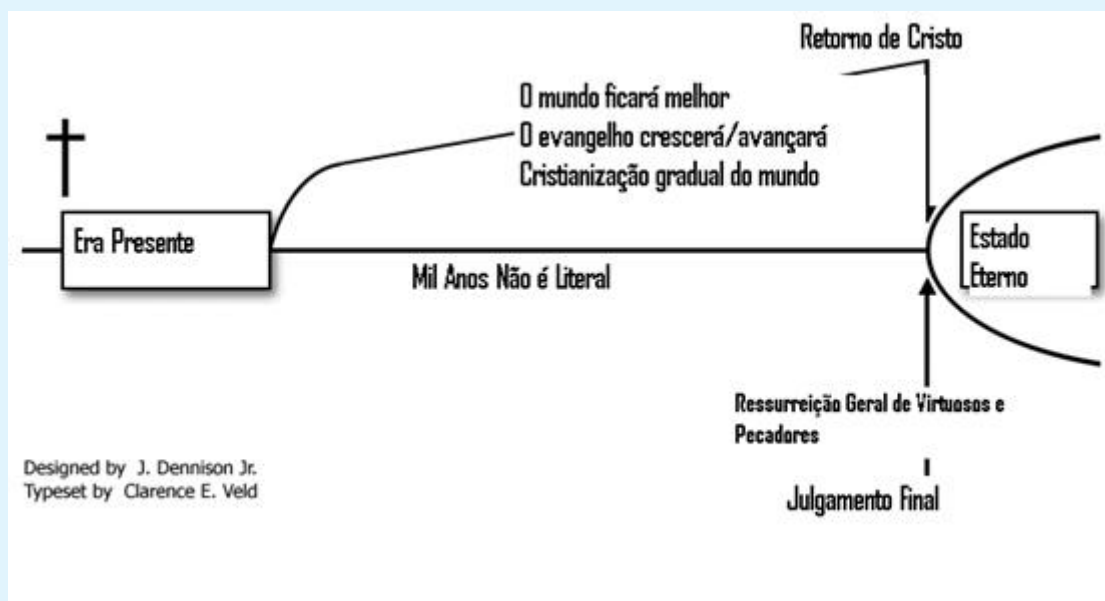 Retorno de Cristo
O mundo ficará melhor
O evangelho crescerá/avançará
Cristianização gradual do mundo
Era Presente
Estado
Eterno
Mil Anos Não é Literal
Ressurreição Geral de Virtuosos e
Pecadores
Designed by J. Dennison Jr.
Typeset by Clarence E. Veld
Julgamento Final